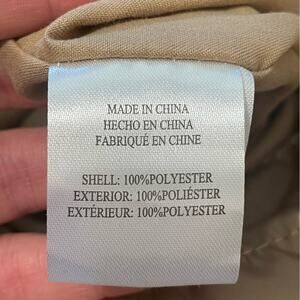 MADE IN CHINA
HECHO EN CHINA
FABRIQUÉ EN CHINE
SHELL: 100%POLYESTER
EXTERIOR: 100%POLIÉSTER
EXTÉRIEUR: 100%POLYESTER